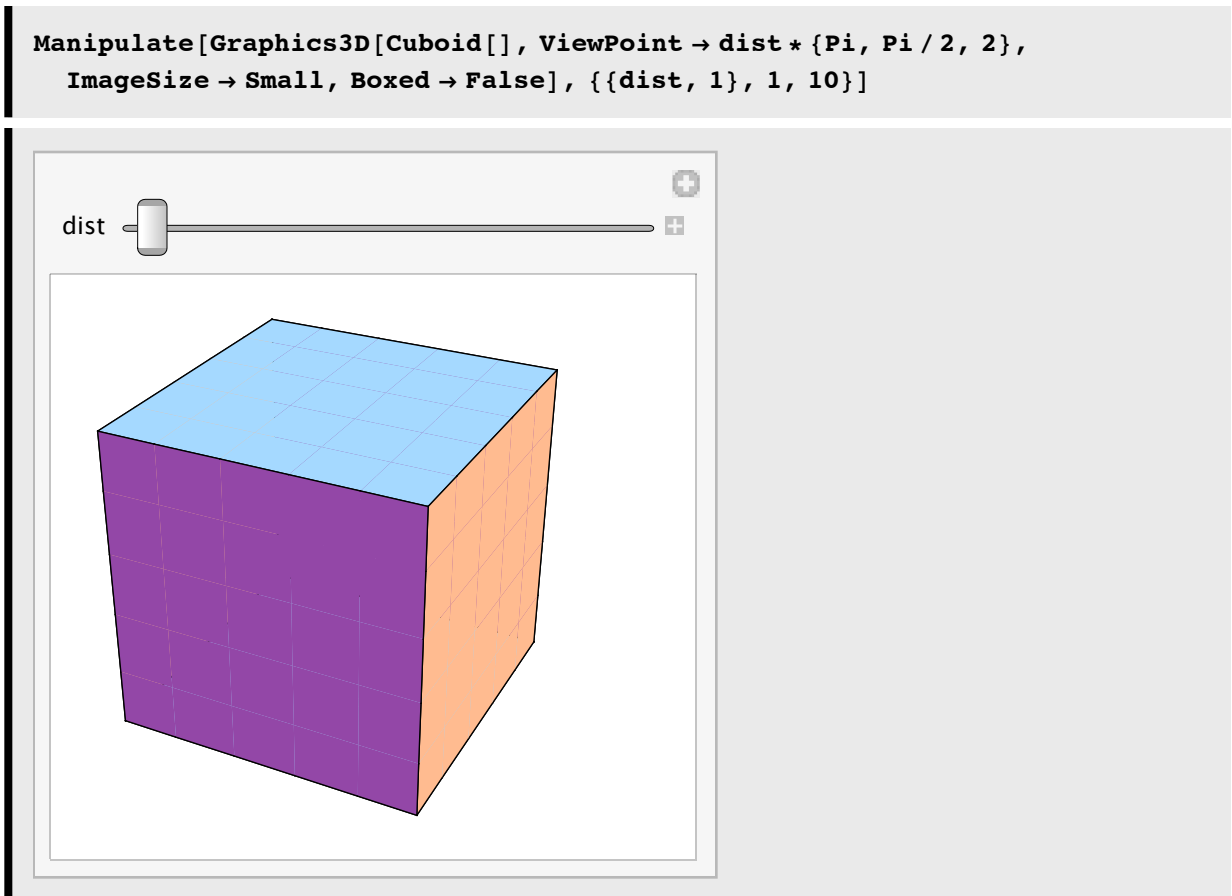 Manipulate[Graphics3D[Cuboid[], ViewPoint → dist * {Pi, Pi / 2, 2},
ImageSize → Small, Boxed → False], {{dist, 1}, 1, 10}]
dist